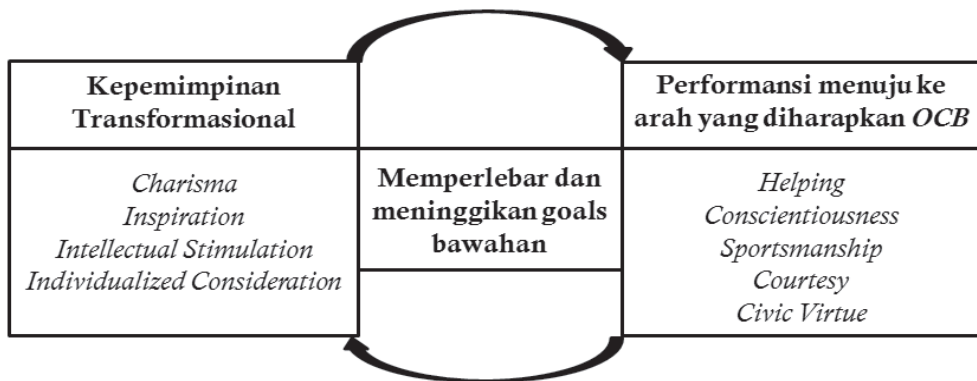 Kepemimpinan
Transformasional
Charisma
Inspiration
Intellectual Stimulation
Individualized Consideration
Memperlebar dan
meninggikan goals
bawahan
Performansi menuju ke
arah yang diharapkan OCB
Helping
Conscientiousness
Sportsmanship
Courtesy
Civic Virtue